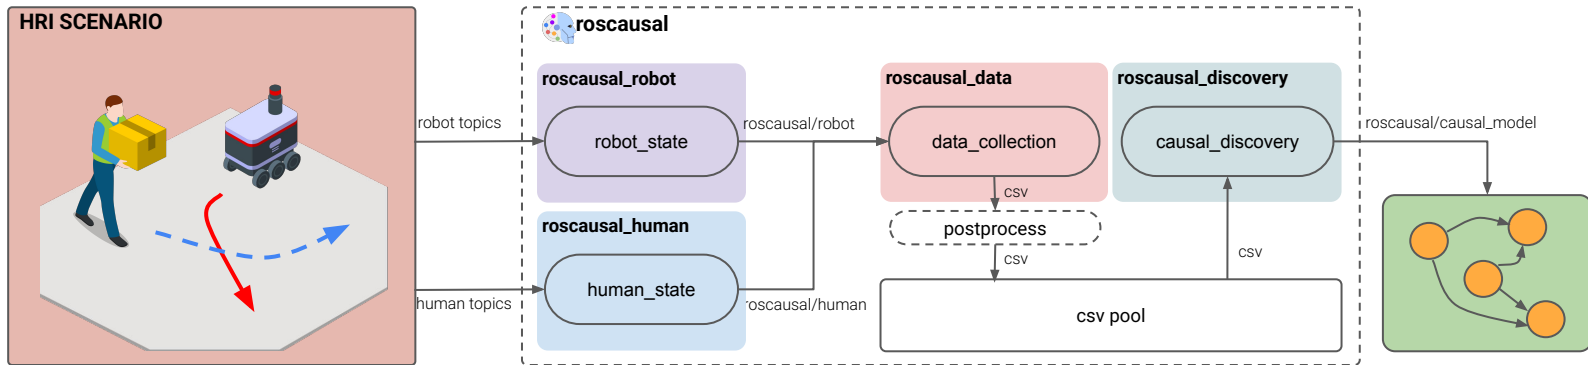 HRI SCENARIO
roscausal
roscausal_robot
robot_state
roscausal_human
human_state
robot topics
human topics
roscausal/robot
roscausal/human
roscausal_data
data_collection
csv
postprocess
csv
csv pool
roscausal_discovery
causal_discovery
csv
roscausal/causal_model